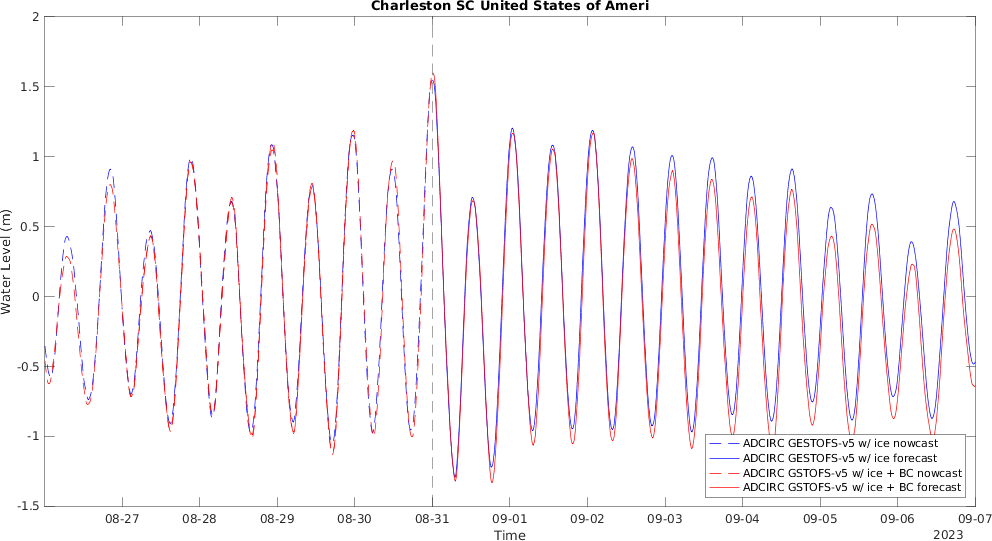 Charleston SC United States of Ameri
2
1.5
1
0.5
0
-0.5
-1
-1.5
Water Level (m)
ADCIRC GESTOFS-v5 w/ ice nowcast
ADCIRC GESTOFS-v5 w/ ice forecast
ADCIRC GSTOFS-v5 w/ ice + BC nowcast
ADCIRC GSTOFS-v5 w/ ice + BC forecast
08-27 08-28 08-29 08-30 08-31 09-01 09-02 09-03 09-04 09-05 09-06 09-07
Time
2023